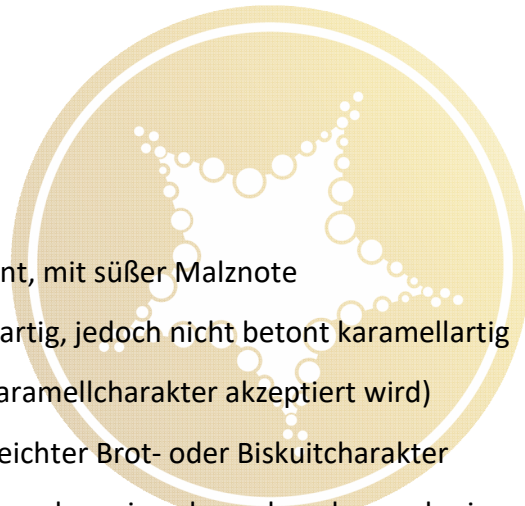 nt, mit süßer Malznote
artig, jedoch nicht betont karamellartig
aramellcharakter akzeptiert wird)
eichter Brot- oder Biskuitcharakter